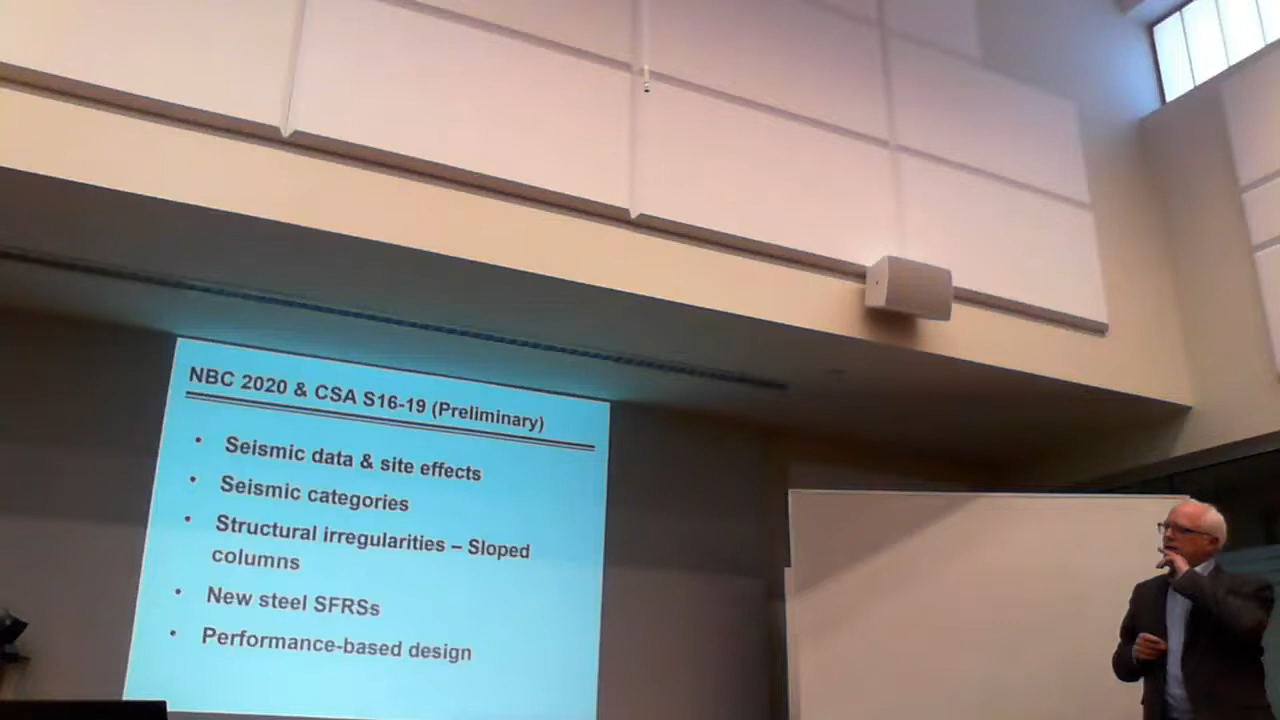 NBC 2020 & CSA S16-19 (Preliminary)
• Seismic data & site effects
• Seismic categories
• Structural irregularities – Sloped
columns
• New steel SFRSs
• Performance-based design